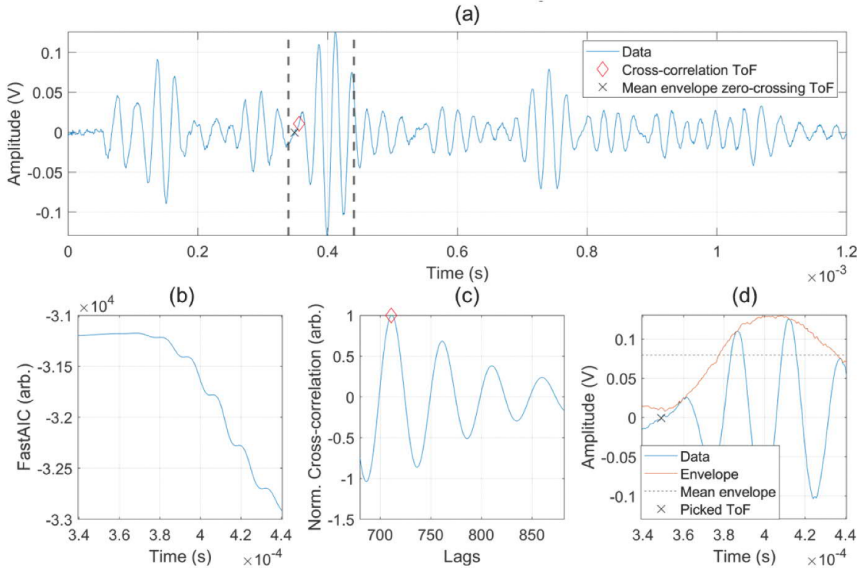 (a)
0.1
0.05
0
-0.05
-0.1
Amplitude (V)
Data
Cross-correlation ToF
Mean envelope zero-crossing ToF
0 0.2 0.4 0.6 0.8 1 1.2
Time (s)
×10⁻³
(b)
×10⁴
-31.1
-31.15
-32.2
-32.25
-33.3
FastAIC (arb.)
3.4 3.6 3.8 4 4.2 4.4
Time (s)
×10⁻⁴
(c)
1
0.5
0
-0.5
-1
-1.5
Norm. Cross-correlation (arb.)
700 750 800 850
Lags
(d)
0.1
0.05
0
-0.05
-0.1
Amplitude (V)
Data
Envelope
Mean envelope
Picked ToF
3.4 3.6 3.8 4 4.2 4.4
Time (s)
×10⁻⁴